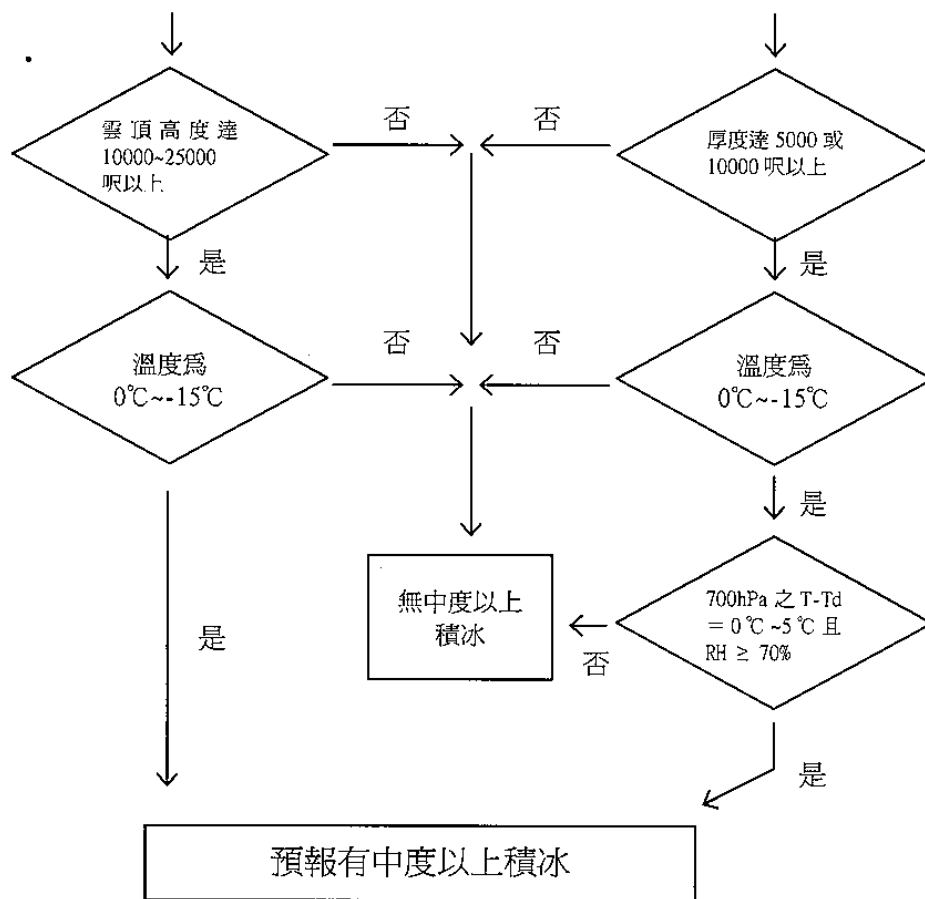 否
否
雲頂高度達
10000~25000
呎以上
厚度達 5000 或
10000 呎以上
是
是
否
否
溫度爲
0℃~-15℃
溫度爲
0℃~-15℃
是
無中度以上
積冰
700hPa 之 T-Td
= 0℃~5℃且
RH ≥ 70%
是
否
是
預報有中度以上積冰